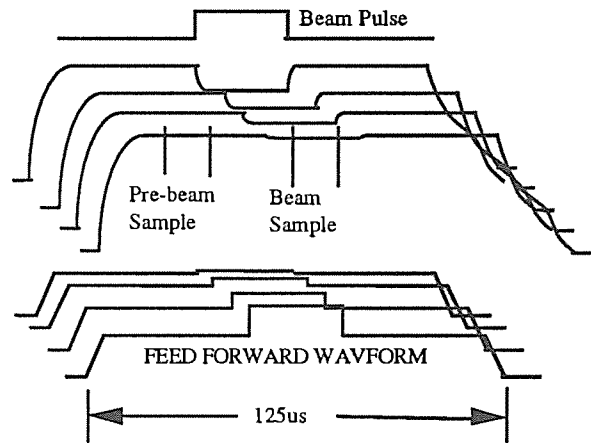 Beam Pulse
Pre-beam
Sample
Beam
Sample
FEED FORWARD WAVFORM
125us